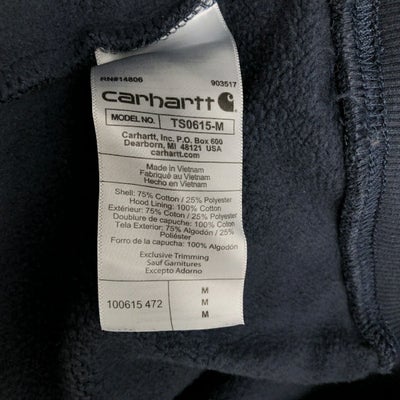 RN#14806 903517
carhartt
MODEL NO. TS0615-M
Carhartt, Inc. P.O. Box 600
Dearborn, MI 48121 USA
carhartt.com
Made in Vietnam
Fabriqué au Vietnam
Hecho en Vietnam
Shell: 75% Cotton / 25% Polyester
Hood Lining: 100% Cotton
Extérieur: 75% Coton / 25% Polyester
Doublure de capuche: 100% Coton
Tela Exterior: 75% Algodón / 25%
Poliéster
Forro de la capucha: 100% Algodón
Exclusive Trimming
Sauf Garnitures
Excepto Adorno
100615 472
M
M
M